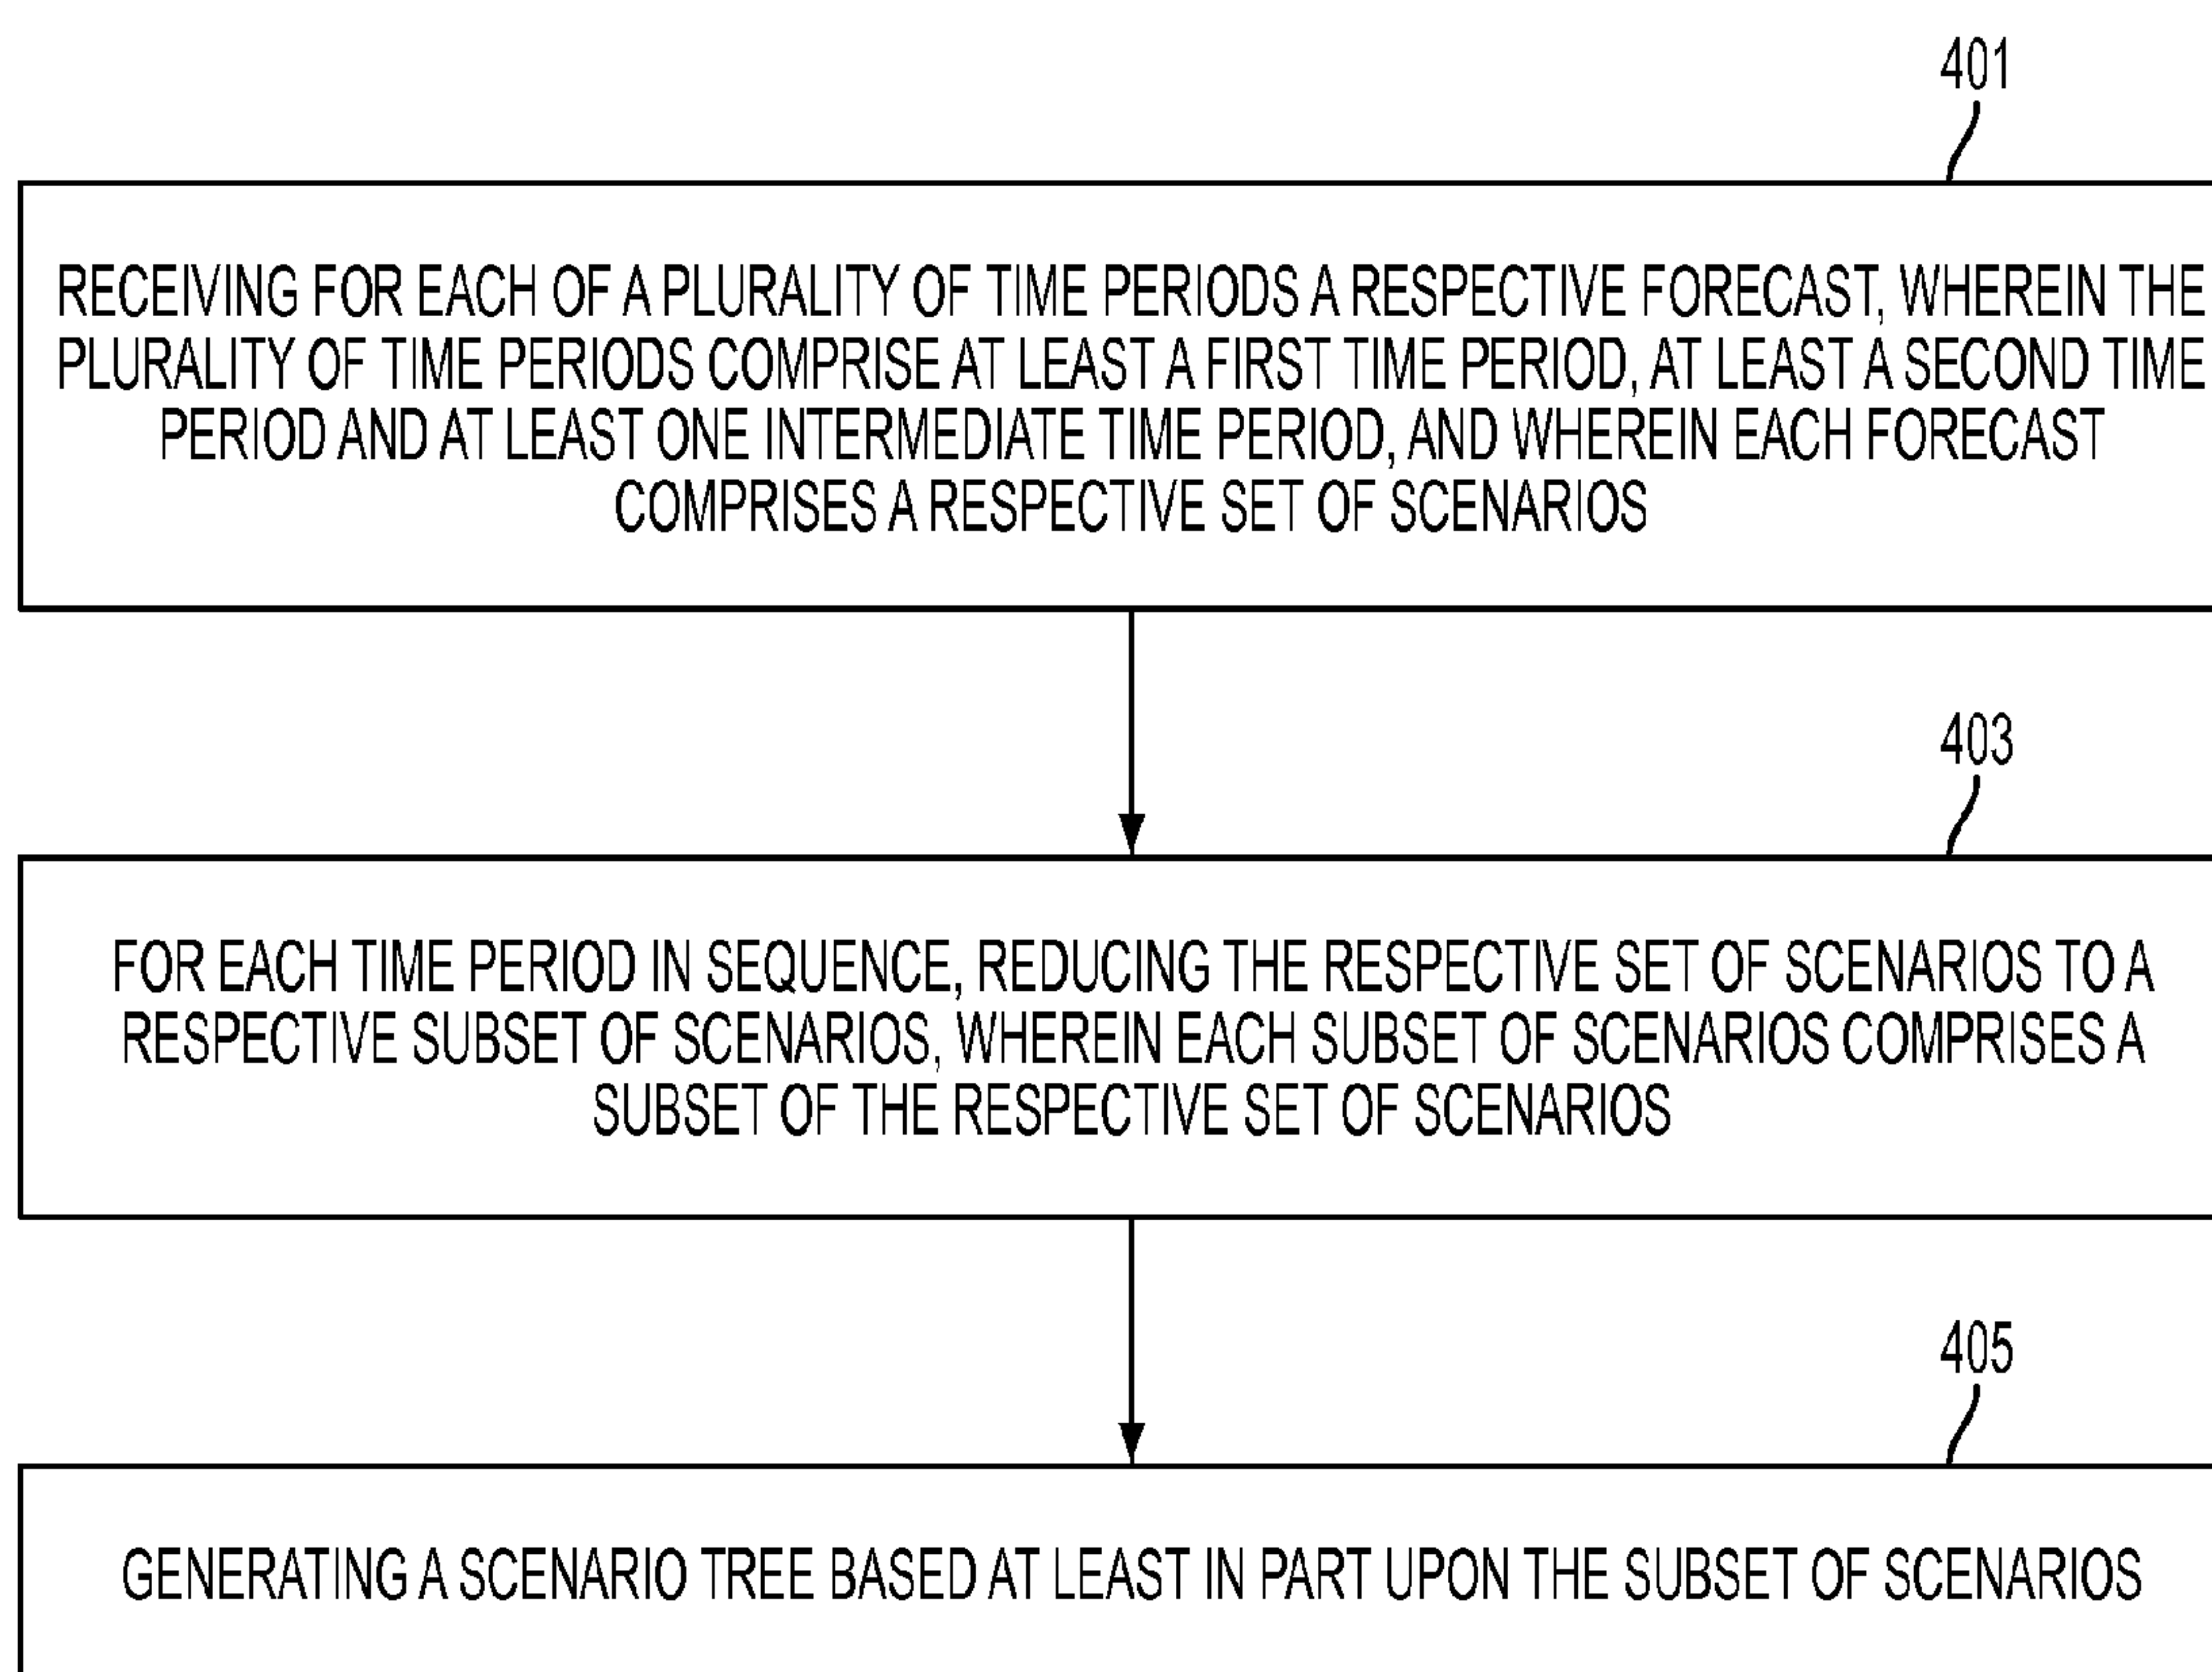 401
RECEIVING FOR EACH OF A PLURALITY OF TIME PERIODS A RESPECTIVE FORECAST, WHEREIN THE
PLURALITY OF TIME PERIODS COMPRISE AT LEAST A FIRST TIME PERIOD, AT LEAST A SECOND TIME
PERIOD AND AT LEAST ONE INTERMEDIATE TIME PERIOD, AND WHEREIN EACH FORECAST
COMPRISES A RESPECTIVE SET OF SCENARIOS
403
FOR EACH TIME PERIOD IN SEQUENCE, REDUCING THE RESPECTIVE SET OF SCENARIOS TO A
RESPECTIVE SUBSET OF SCENARIOS, WHEREIN EACH SUBSET OF SCENARIOS COMPRISES A
SUBSET OF THE RESPECTIVE SET OF SCENARIOS
405
GENERATING A SCENARIO TREE BASED AT LEAST IN PART UPON THE SUBSET OF SCENARIOS